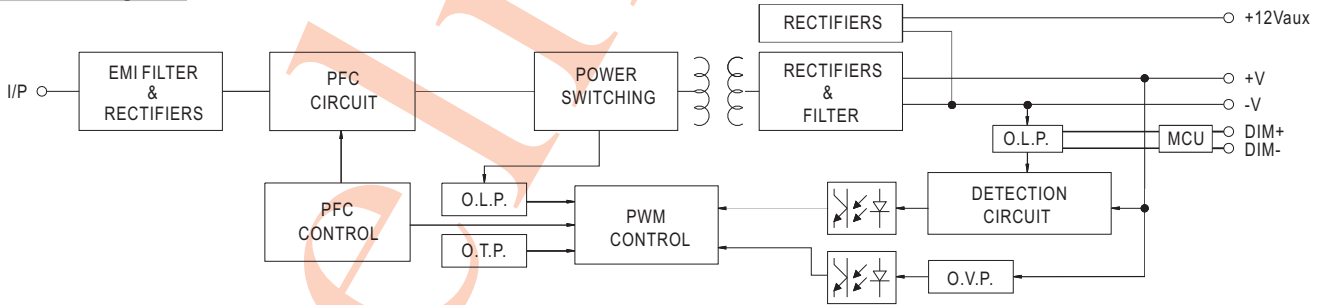 RECTIFIERS
+12Vaux
I/P
EMI FILTER
&
RECTIFIERS
PFC
CIRCUIT
POWER
SWITCHING
RECTIFIERS
&
FILTER
+V
-V
O.L.P.
MCU
DIM+
DIM-
PFC
CONTROL
O.L.P.
O.T.P.
PWM
CONTROL
DETECTION
CIRCUIT
O.V.P.